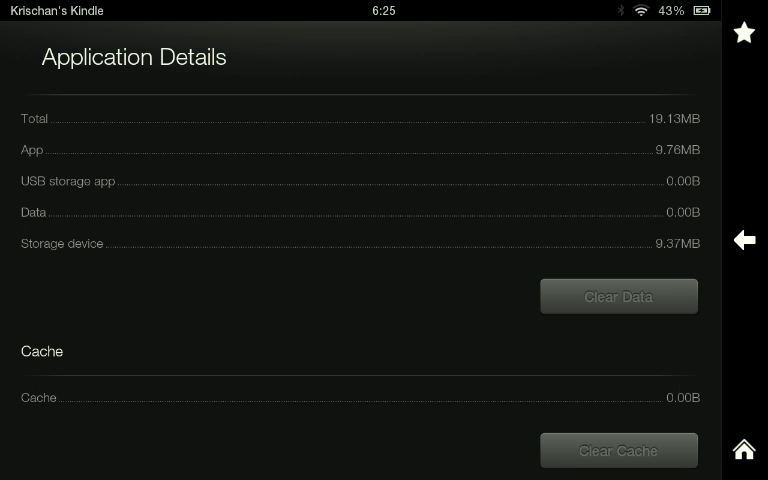 Krischan's Kindle 6:25 43%
Application Details
Total 19.13MB
App 9.76MB
USB storage app 0.00B
Data 0.00B
Storage device 9.37MB
Clear Data
Cache
Cache 0.00B
Clear Cache